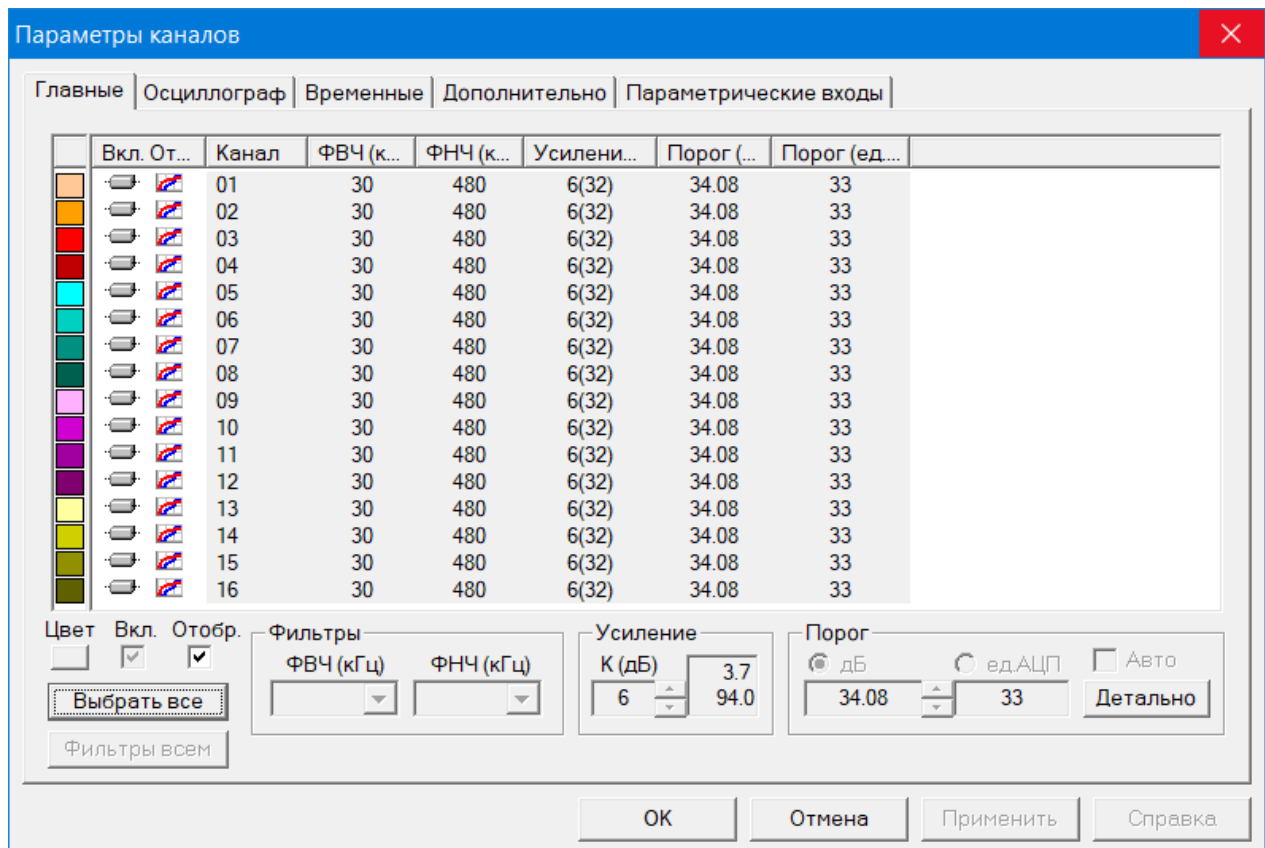 Параметры каналов
Главные Осциллограф Временные Дополнительно Параметрические входы
Вкл. От... Канал ФВЧ (к... ФНЧ (к... Усилени... Порог (... Порог (ед....
01 30 480 6(32) 34.08 33
02 30 480 6(32) 34.08 33
03 30 480 6(32) 34.08 33
04 30 480 6(32) 34.08 33
05 30 480 6(32) 34.08 33
06 30 480 6(32) 34.08 33
07 30 480 6(32) 34.08 33
08 30 480 6(32) 34.08 33
09 30 480 6(32) 34.08 33
10 30 480 6(32) 34.08 33
11 30 480 6(32) 34.08 33
12 30 480 6(32) 34.08 33
13 30 480 6(32) 34.08 33
14 30 480 6(32) 34.08 33
15 30 480 6(32) 34.08 33
16 30 480 6(32) 34.08 33
Цвет Вкл. Отобр. Фильтры Усиление Порог
ФВЧ (кГц) ФНЧ (кГц) К (дБ) 3.7 дБ ед.АЦП Авто
Выбрать все 6 94.0 34.08 33 Детально
Фильтры всем
ОК Отмена Применить Справка